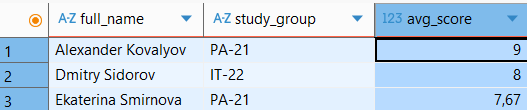 A-Z full_name A-Z study_group 123 avg_score
1 Alexander Kovalyov PA-21 9
2 Dmitry Sidorov IT-22 8
3 Ekaterina Smirnova PA-21 7,67